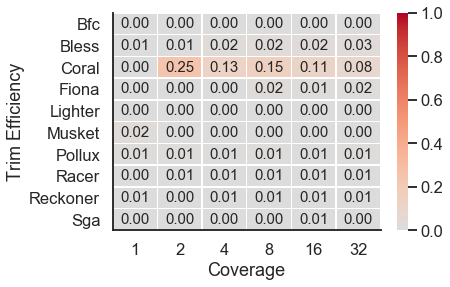 Trim Efficiency
Bfc 0.00 0.00 0.00 0.00 0.00 0.00
Bless 0.01 0.01 0.02 0.02 0.02 0.03
Coral 0.00 0.25 0.13 0.15 0.11 0.08
Fiona 0.00 0.00 0.00 0.02 0.01 0.02
Lighter 0.00 0.00 0.00 0.00 0.00 0.00
Musket 0.02 0.00 0.00 0.00 0.00 0.00
Pollux 0.01 0.01 0.01 0.01 0.01 0.01
Racer 0.01 0.00 0.01 0.01 0.01 0.01
Reckoner 0.01 0.00 0.01 0.01 0.01 0.01
Sga 0.00 0.00 0.00 0.00 0.01 0.00
1 2 4 8 16 32
Coverage
1.0
0.8
0.6
0.4
0.2
0.0